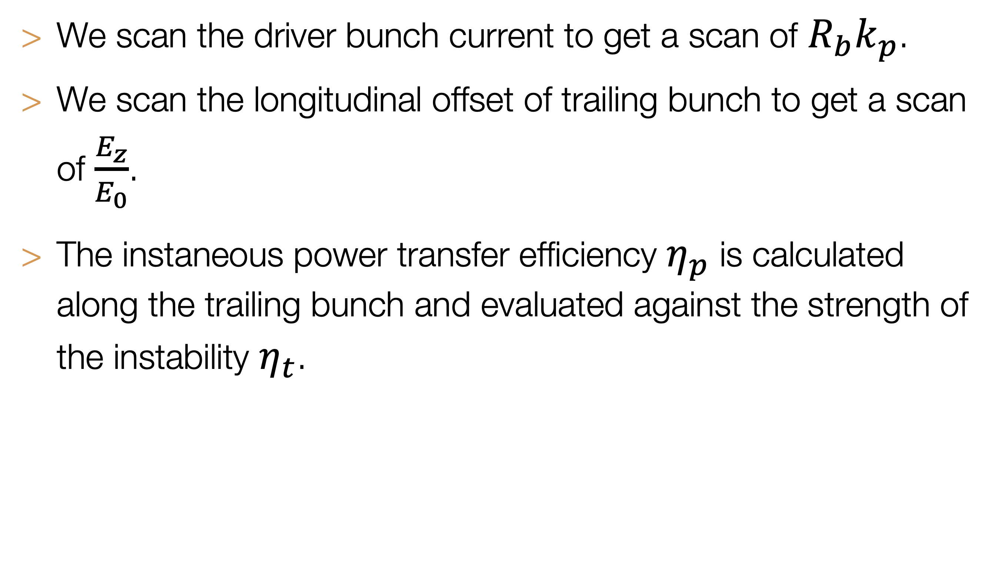 > We scan the driver bunch current to get a scan of $R_b k_p$.
> We scan the longitudinal offset of trailing bunch to get a scan
of $\frac{E_z}{E_0}$.
> The instaneous power transfer efficiency $\eta_p$ is calculated
along the trailing bunch and evaluated against the strength of
the instability $\eta_t$.